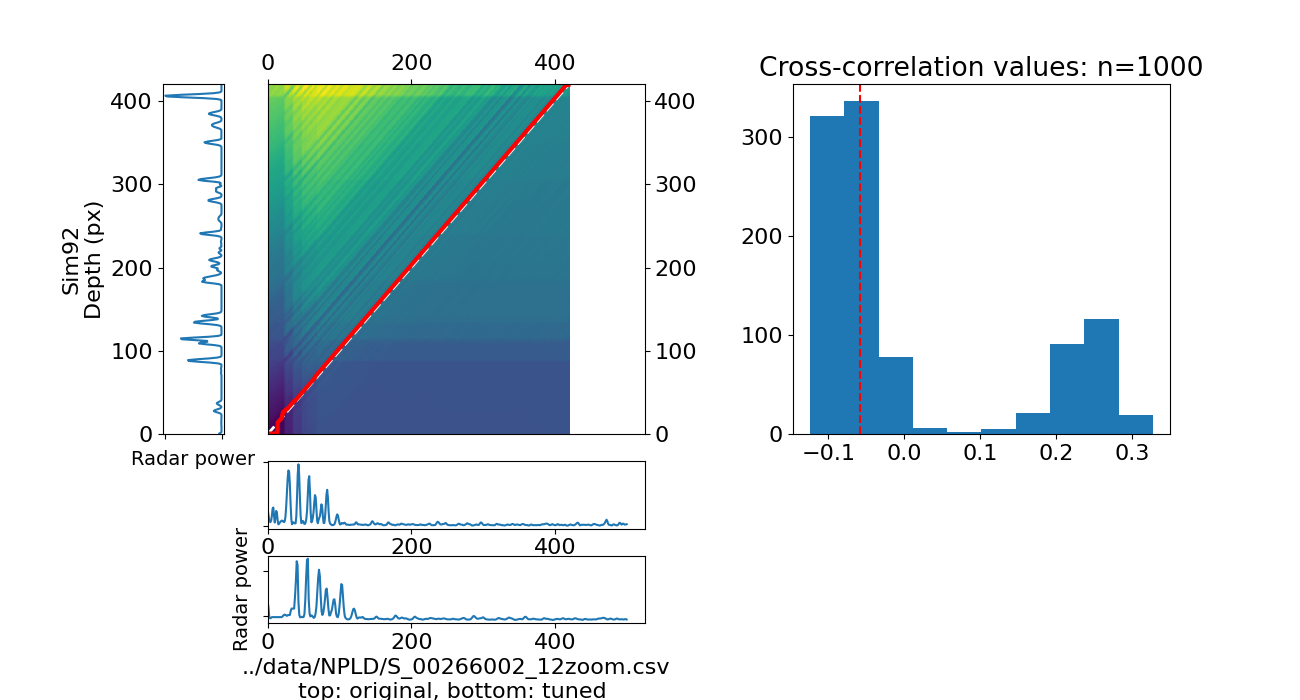 0 200 400
Cross-correlation values: n=1000
400
300
200
100
0
Sim92
Depth (px)
400
300
200
100
0
300
200
100
0
−0.1 0.0 0.1 0.2 0.3
Radar power
0 200 400
Radar power
0 200 400
../data/NPLD/S_00266002_12zoom.csv
top: original, bottom: tuned